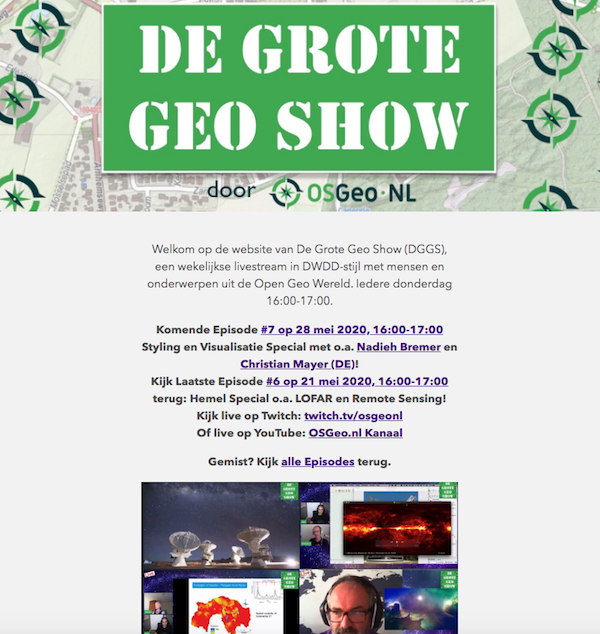 DE GROTE
GEO SHOW
door OSGeo·NL
Welkom op de website van De Grote Geo Show (DGGS),
een wekelijkse livestream in DWDD-stijl met mensen en
onderwerpen uit de Open Geo Wereld. Iedere donderdag
16:00-17:00.
Komende Episode #7 op 28 mei 2020, 16:00-17:00
Styling en Visualisatie Special met o.a. Nadieh Bremer en
Christian Mayer (DE)!
Kijk Laatste Episode #6 op 21 mei 2020, 16:00-17:00
terug: Hemel Special o.a. LOFAR en Remote Sensing!
Kijk live op Twitch: twitch.tv/osgeonl
Of live op YouTube: OSGeo.nl Kanaal
Gemist? Kijk alle Episodes terug.
DE GROTE
GEO SHOW
DE GROTE
GEO SHOW
DE GROTE
GEO SHOW
DE GROTE
GEO SHOW